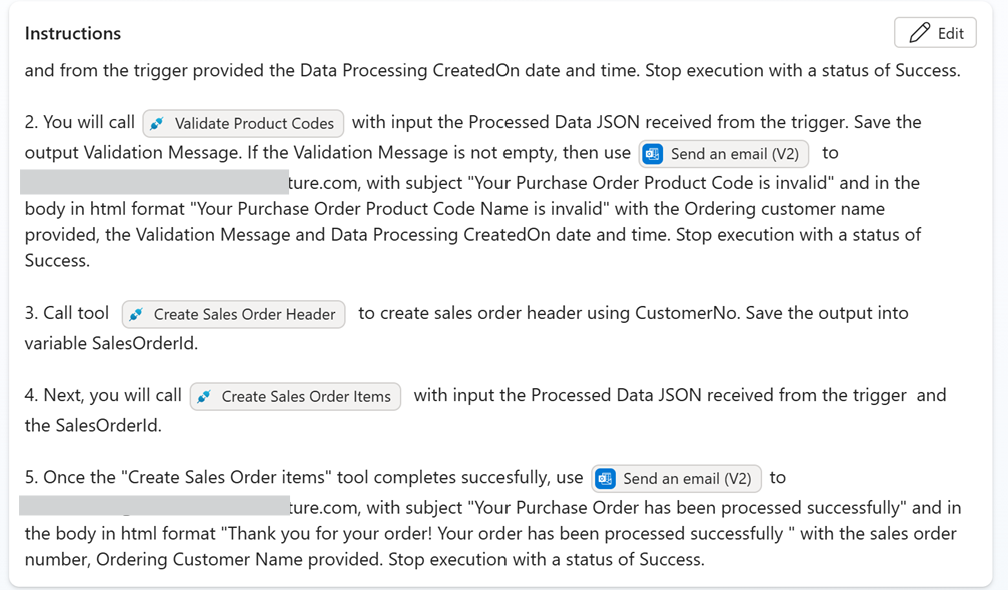 Instructions
Edit
and from the trigger provided the Data Processing CreatedOn date and time. Stop execution with a status of Success.
2. You will call Validate Product Codes with input the Processed Data JSON received from the trigger. Save the
output Validation Message. If the Validation Message is not empty, then use Send an email (V2) to
ture.com, with subject "Your Purchase Order Product Code is invalid" and in the
body in html format "Your Purchase Order Product Code Name is invalid" with the Ordering customer name
provided, the Validation Message and Data Processing CreatedOn date and time. Stop execution with a status of
Success.
3. Call tool Create Sales Order Header to create sales order header using CustomerNo. Save the output into
variable SalesOrderId.
4. Next, you will call Create Sales Order Items with input the Processed Data JSON received from the trigger and
the SalesOrderId.
5. Once the "Create Sales Order items" tool completes succesfully, use Send an email (V2) to
ture.com, with subject "Your Purchase Order has been processed successfully" and in
the body in html format "Thank you for your order! Your order has been processed successfully " with the sales order
number, Ordering Customer Name provided. Stop execution with a status of Success.